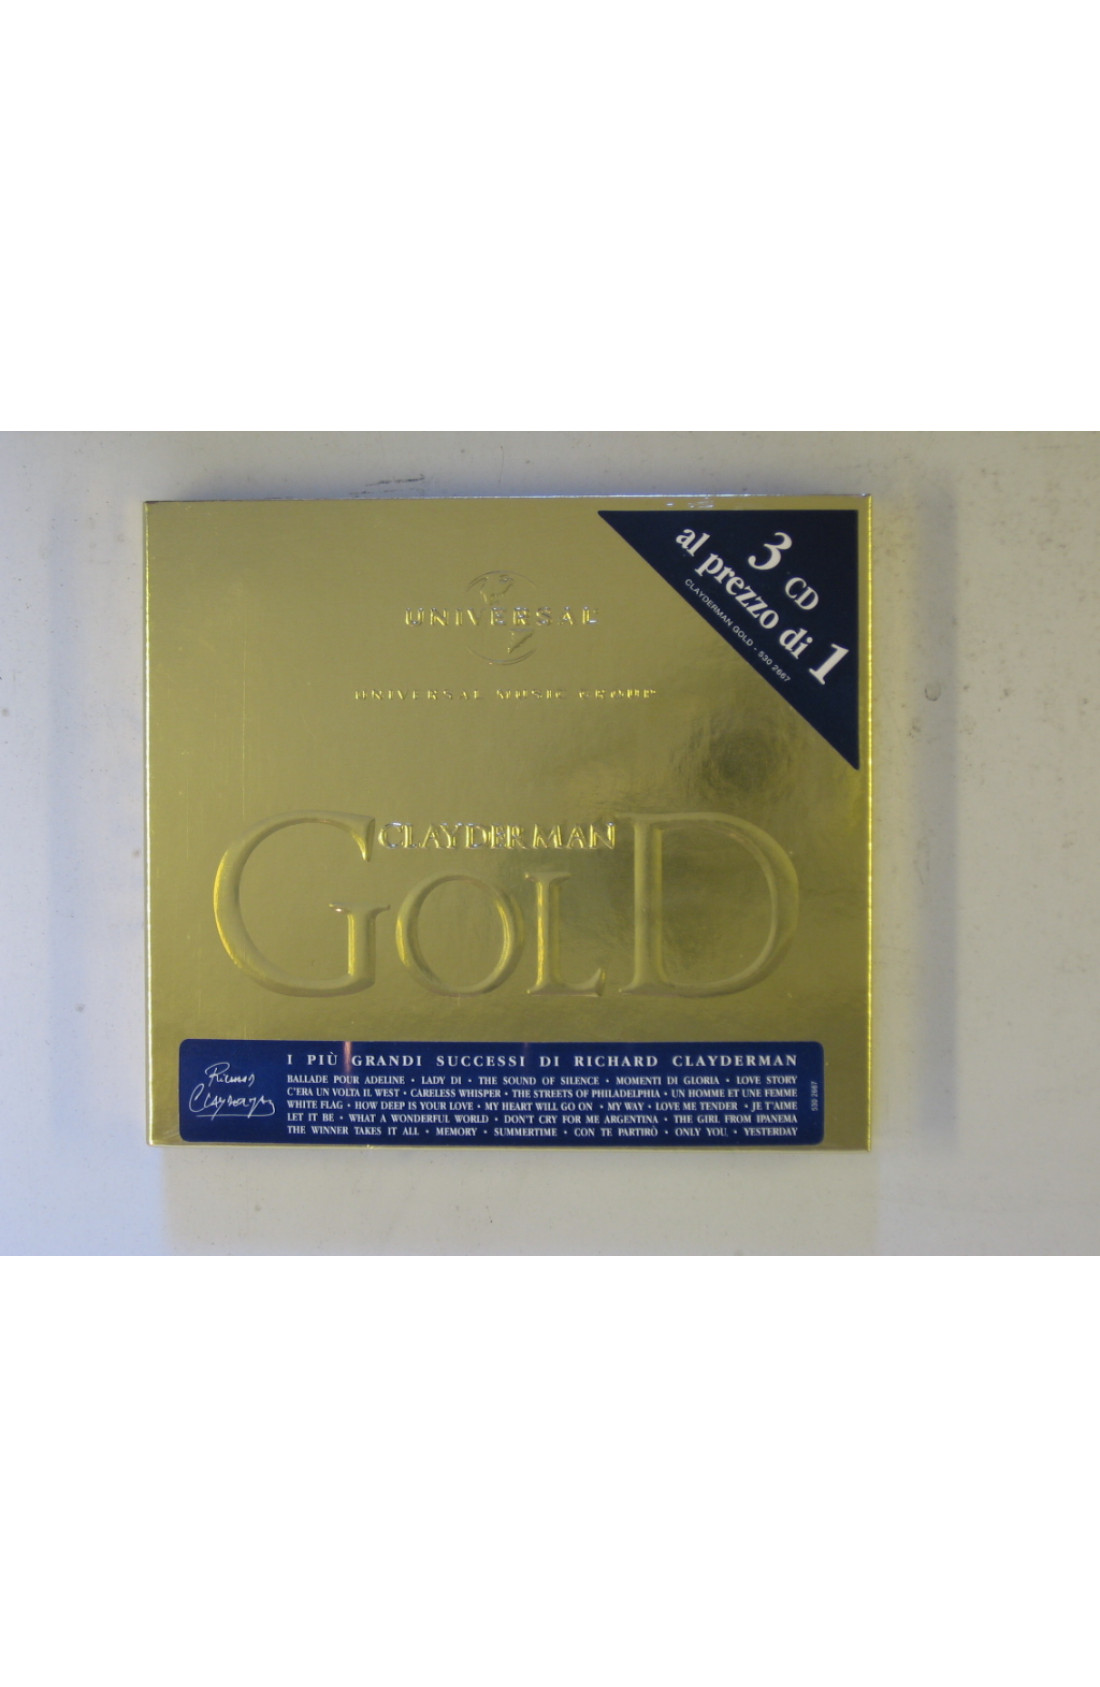 3 CD
al prezzo di 1
CLAYDERMAN GOLD - 530 2667
UNIVERSAL
UNIVERSAL MUSIC GROUP
CLAYDERMAN
GOLD
I PIÙ GRANDI SUCCESSI DI RICHARD CLAYDERMAN
BALLADE POUR ADELINE • LADY DI • THE SOUND OF SILENCE • MOMENTI DI GLORIA • LOVE STORY
C'ERA UN VOLTA IL WEST • CARELESS WHISPER • THE STREETS OF PHILADELPHIA • UN HOMME ET UNE FEMME
WHITE FLAG • HOW DEEP IS YOUR LOVE • MY HEART WILL GO ON • MY WAY • LOVE ME TENDER • JE T'AIME
LET IT BE • WHAT A WONDERFUL WORLD • DON'T CRY FOR ME ARGENTINA • THE GIRL FROM IPANEMA
THE WINNER TAKES IT ALL • MEMORY • SUMMERTIME • CON TE PARTIRÒ • ONLY YOU • YESTERDAY
530 2667